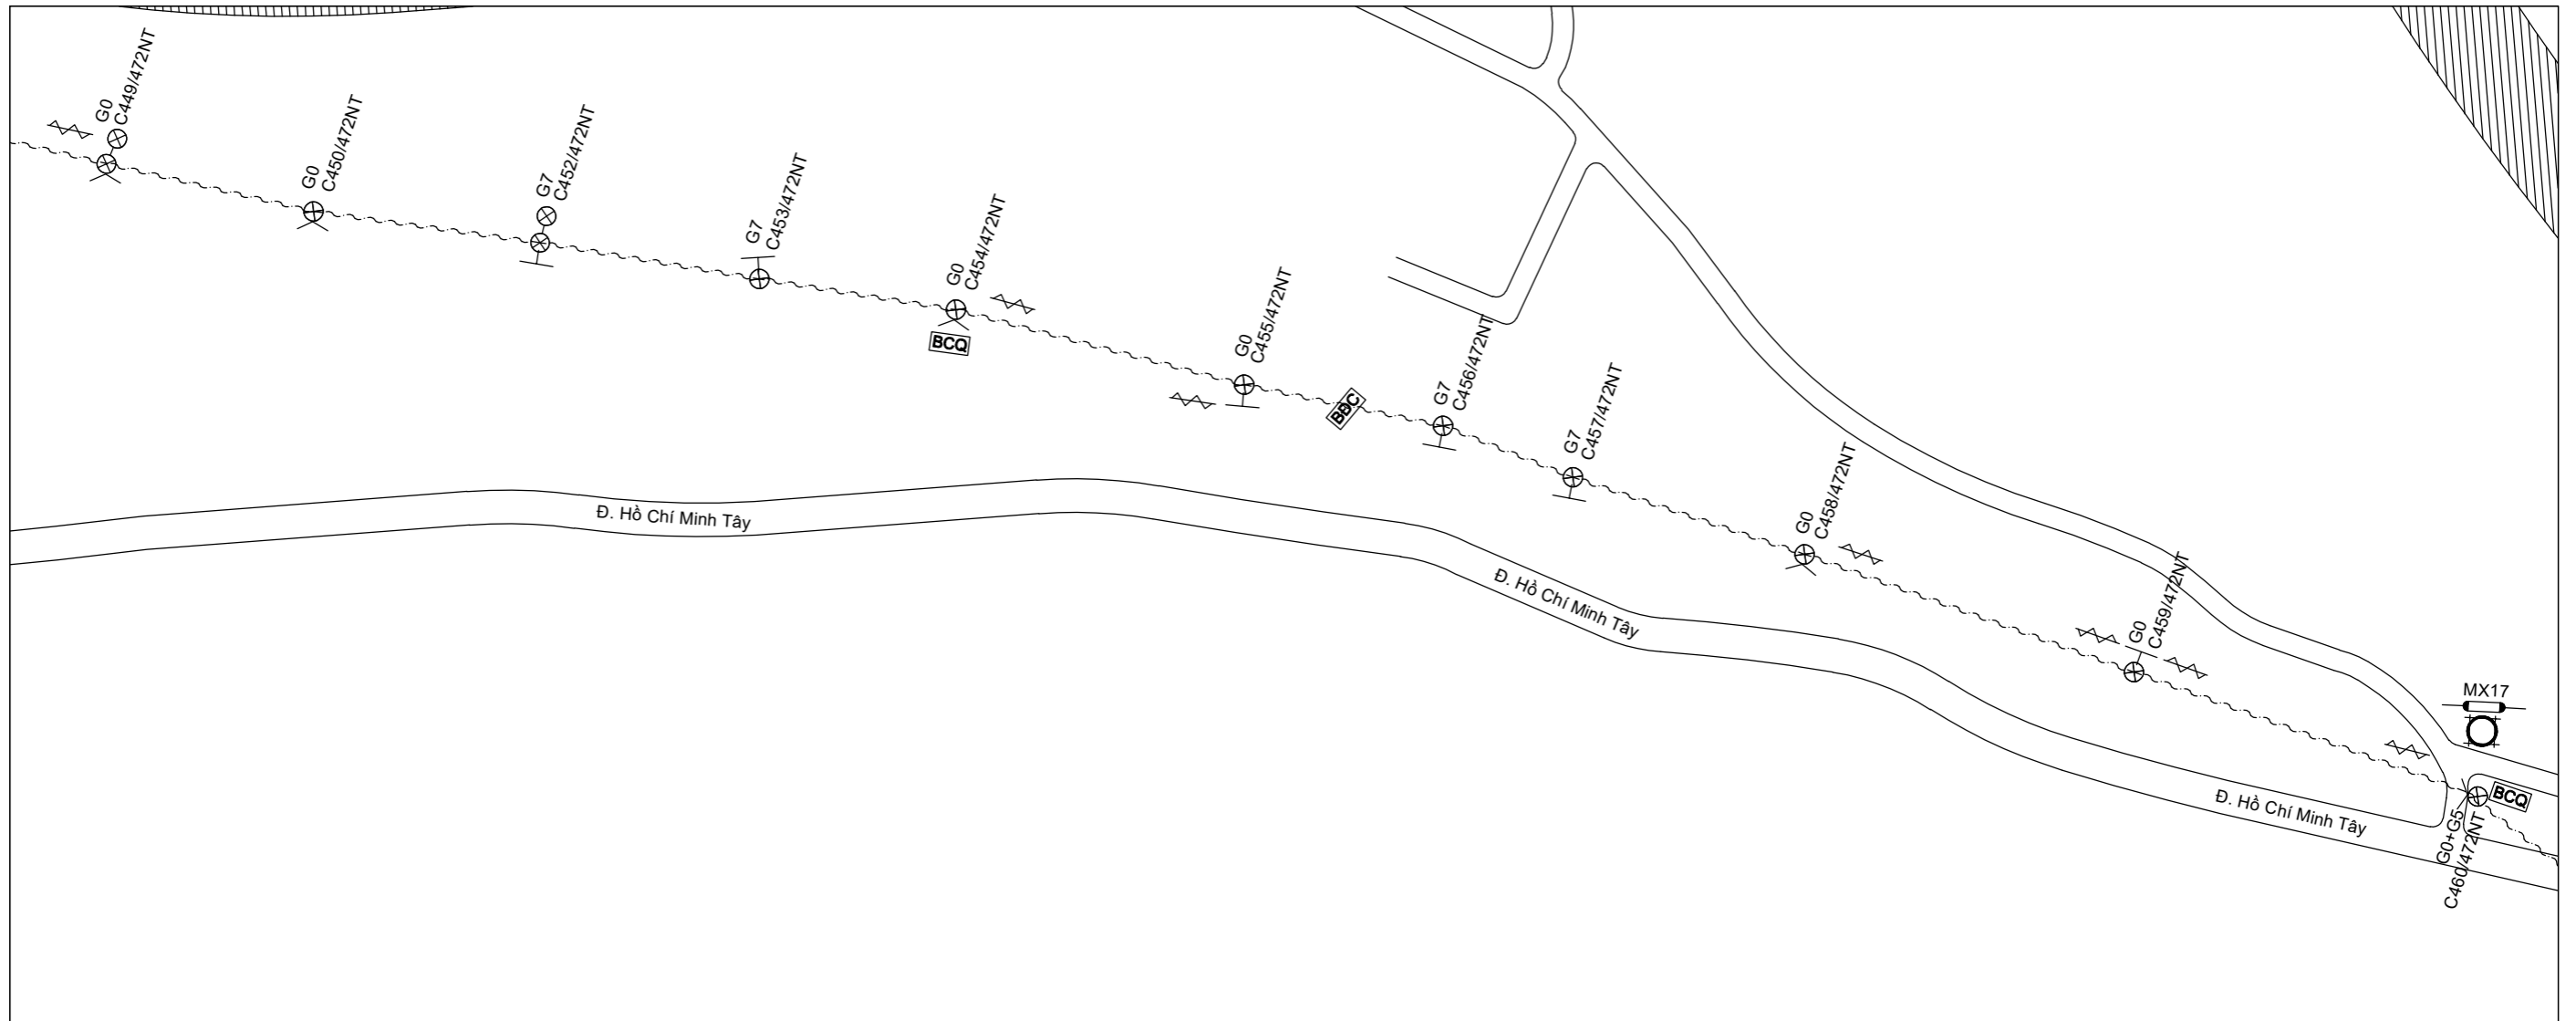 G0
C449/472NT
G0
C450/472NT
G7
C452/472NT
G7
C453/472NT
G0
C454/472NT
BCQ
G0
C455/472NT
BDC
G7
C456/472NT
G7
C457/472NT
G0
C458/472NT
G0
C459/472NT
MX17
BCQ
G0+G5
C460/472NT
Đ. Hồ Chí Minh Tây
Đ. Hồ Chí Minh Tây
Đ. Hồ Chí Minh Tây